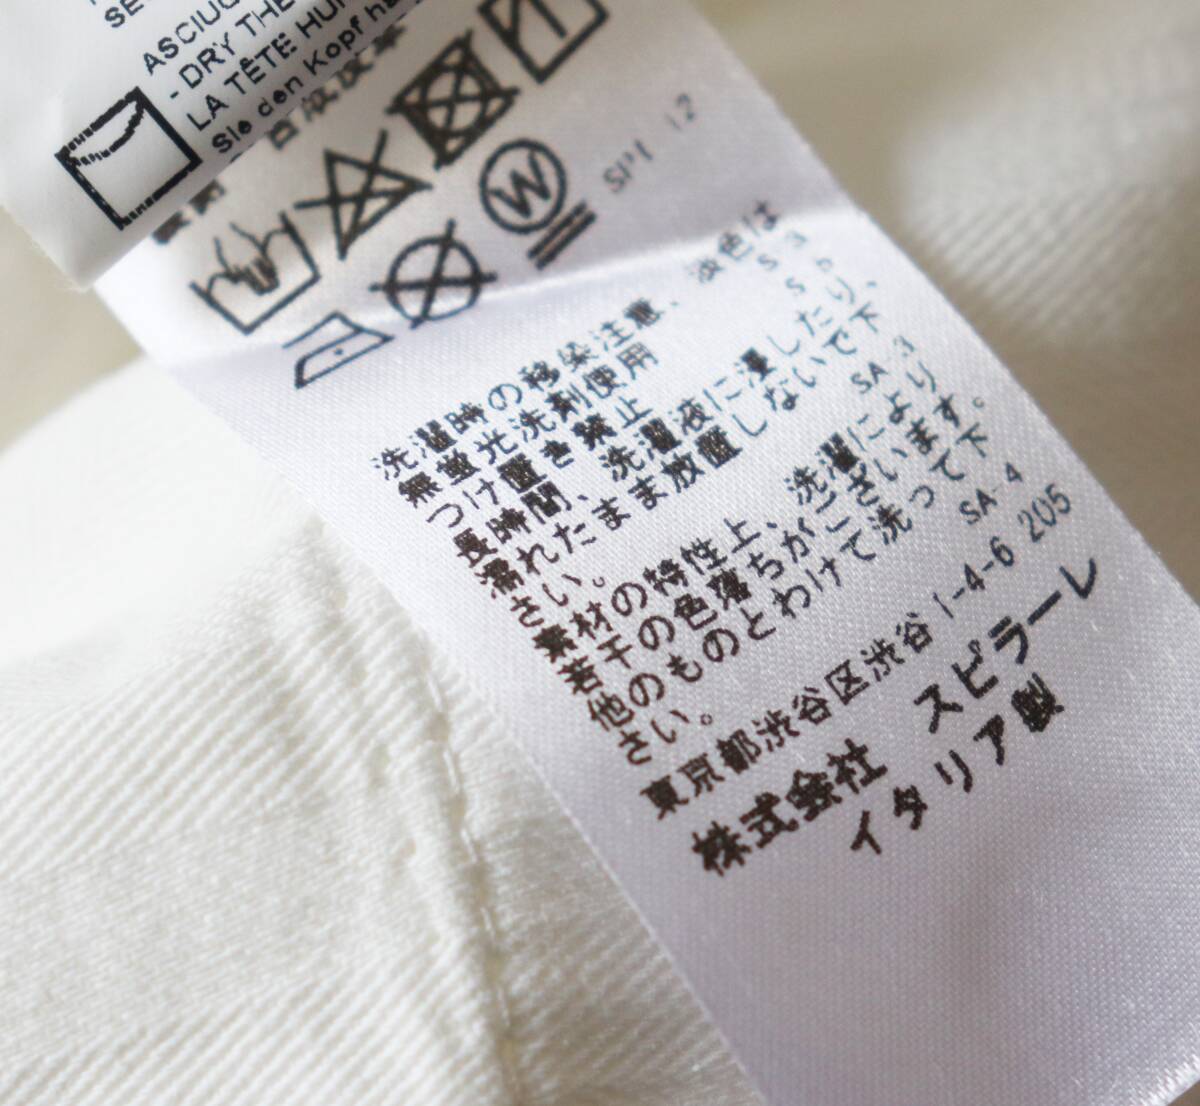 ASCIUG
- DRY THE
LA TÊTE HU
Sie den Kopf ha
W
SP1 12
洗濯時の移染注意、淡色は
無蛍光洗剤使用
つけ置き禁止
長時間、洗濯液に浸したり、
濡れたまま放置しないで下
さい。
SA-3
素材の特性上、洗濯により
若干の色落ちがございます。
他のものとわけて洗って下
さい。
SA-4
東京都渋谷区渋谷 1-4-6 205
株式会社 スピラーレ
イタリア製